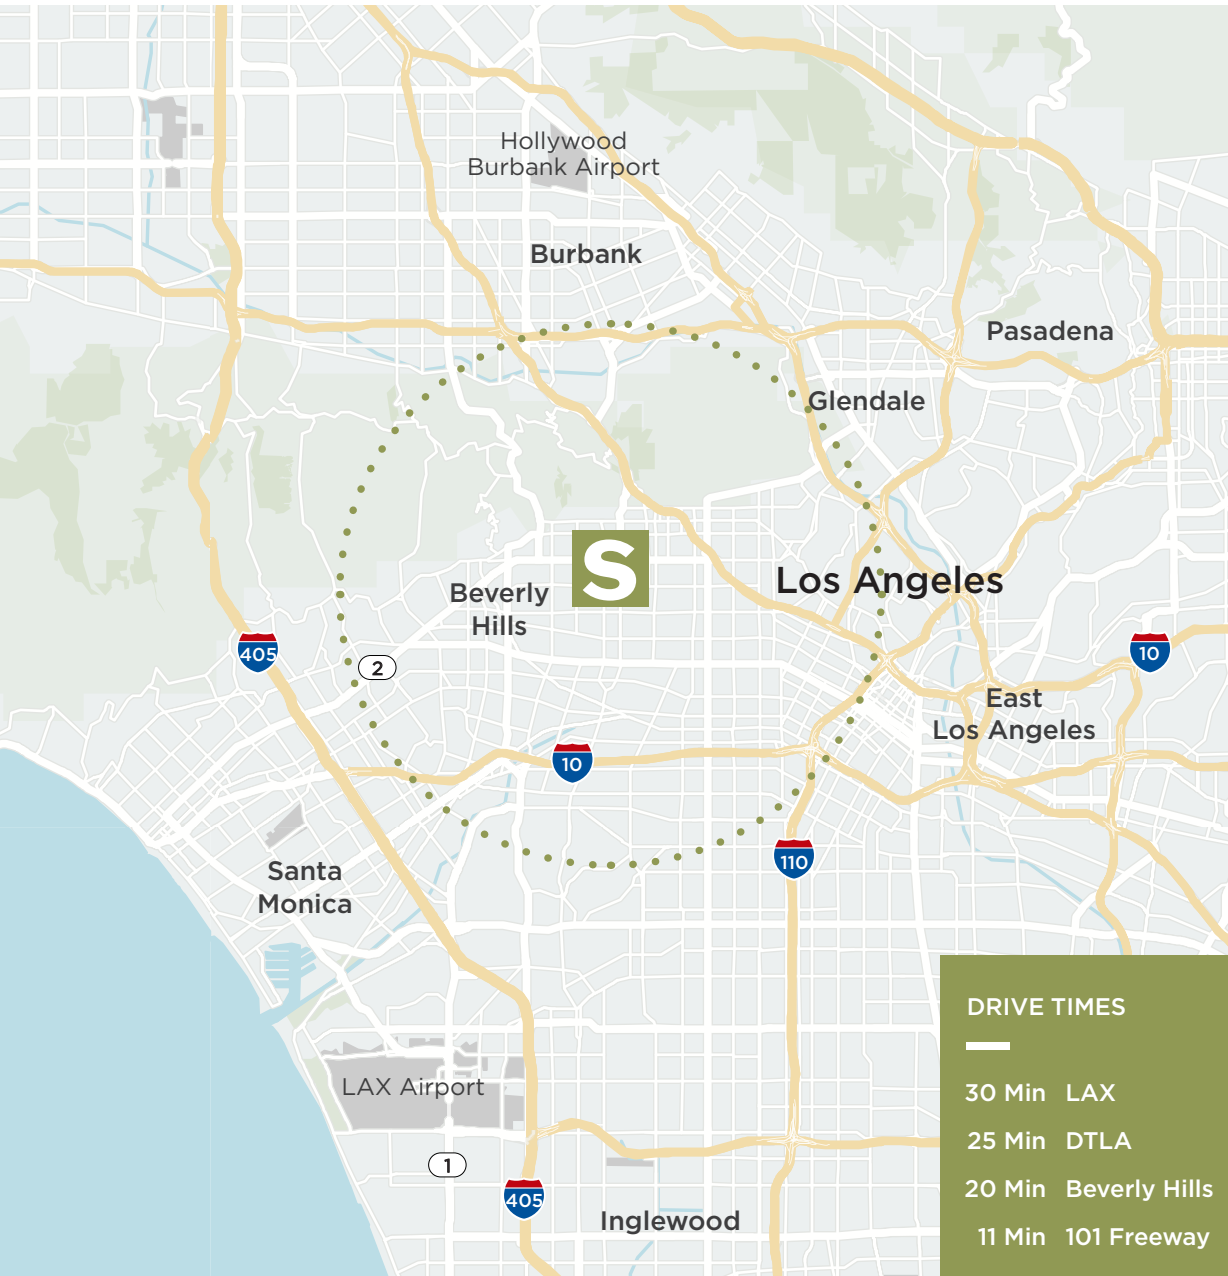 Hollywood
Burbank Airport
Burbank
Pasadena
Glendale
S
Los Angeles
Beverly
Hills
405
2
10
East
Los Angeles
10
110
Santa
Monica
LAX Airport
1
405
Inglewood
DRIVE TIMES
30 Min LAX
25 Min DTLA
20 Min Beverly Hills
11 Min 101 Freeway